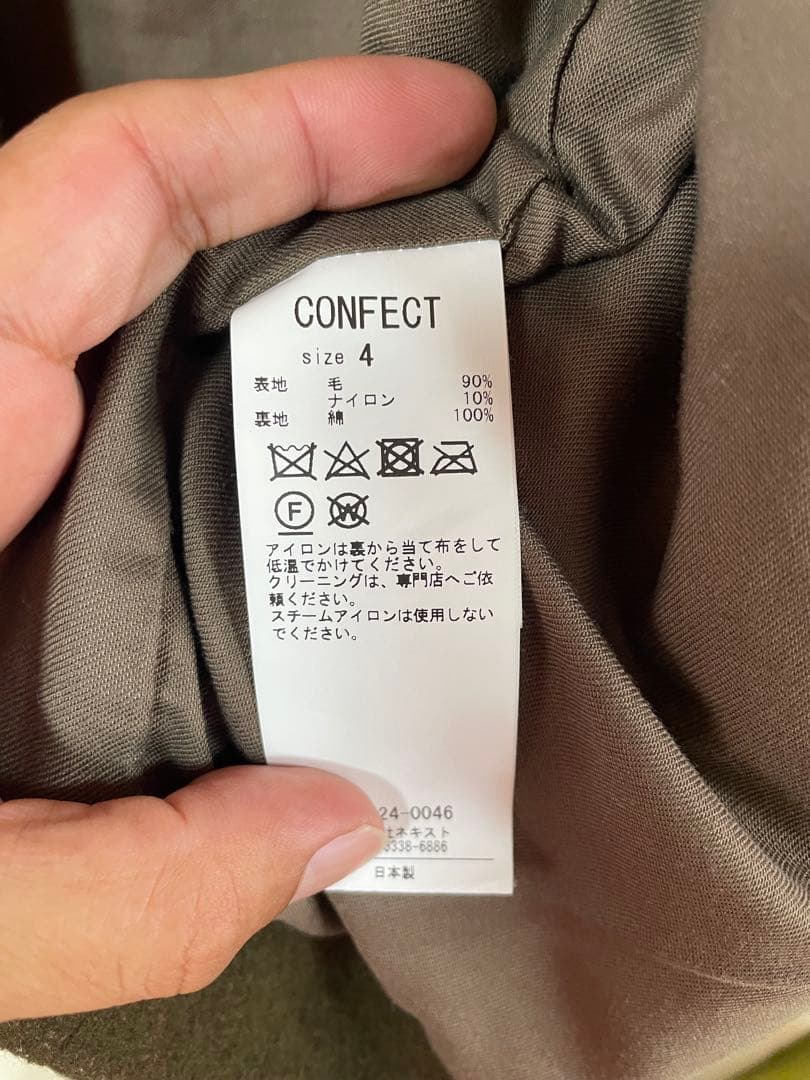 CONFECT
size 4
表地 毛 90%
ナイロン 10%
裏地 綿 100%
F W
アイロンは裏から当て布をして
低温でかけてください。
クリーニングは、専門店へご依
頼ください。
スチームアイロンは使用しない
でください。
24-0046
社ネキスト
3338-6886
日本製